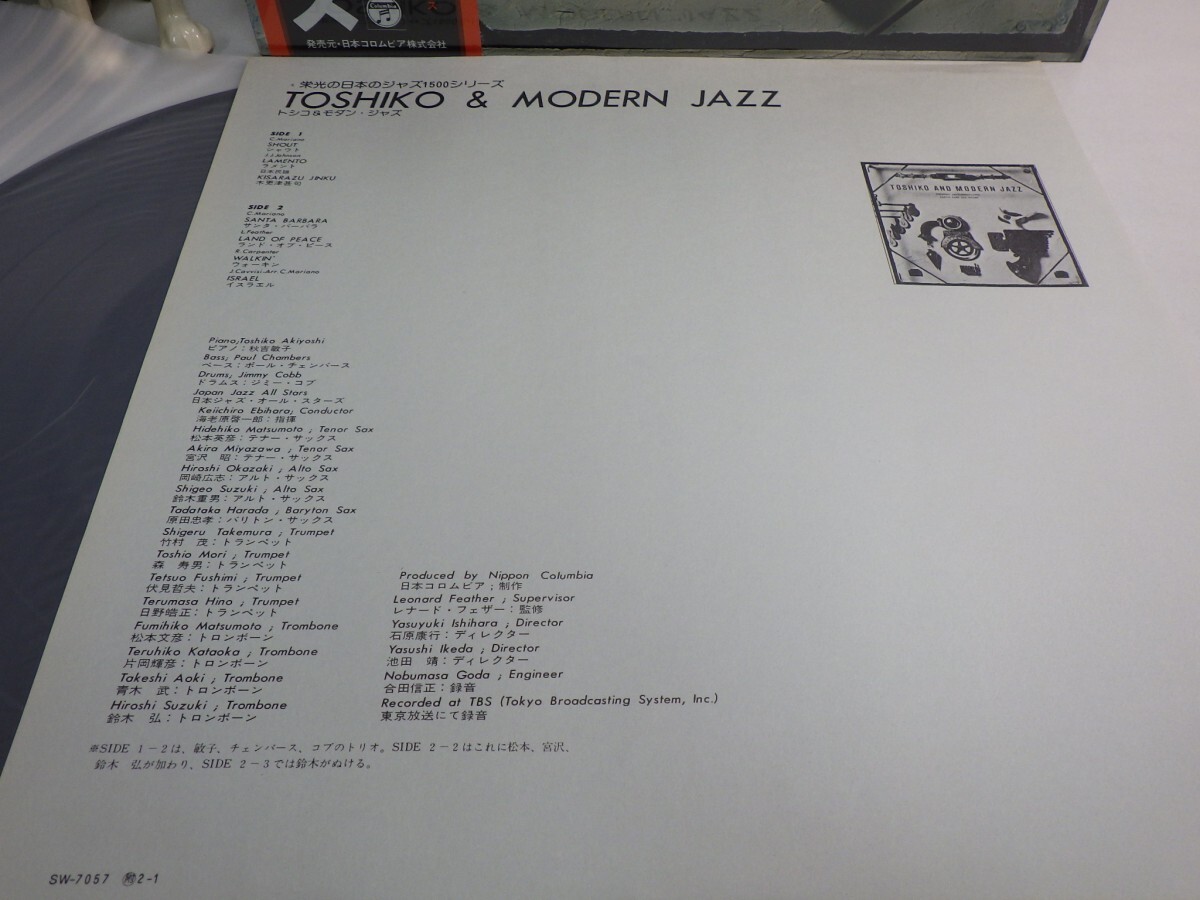 Columbia
発売元・日本コロムビア株式会社
・栄光の日本のジャズ1500シリーズ
TOSHIKO & MODERN JAZZ
トシコ&モダン・ジャズ
SIDE 1
C.Mariano
SHOUT
シャウト
J.J.Johnson
LAMENTO
ラメント
日本民謡
KISARAZU JINKU
木更津甚句
SIDE 2
C.Mariano
SANTA BARBARA
サンタ・バーバラ
L.Feather
LAND OF PEACE
ランド・オブ・ピース
R.Carpenter
WALKIN'
ウォーキン
J.Cavrisi-Arr.C.Mariano
ISRAEL
イスラエル
TOSHIKO AND MODERN JAZZ
Piano,Toshiko Akiyoshi
ピアノ:秋吉敏子
Bass; Paul Chambers
ベース:ポール・チェンバース
Drums; Jimmy Cobb
ドラムス:ジミー・コブ
Japan Jazz All Stars
日本ジャズ・オール・スターズ
Keiichiro Ebihara; Conductor
海老原啓一郎:指揮
Hidehiko Matsumoto ; Tenor Sax
松本英彦:テナー・サックス
Akira Miyazawa ; Tenor Sax
宮沢 昭:テナー・サックス
Hiroshi Okazaki ; Alto Sax
岡崎広志:アルト・サックス
Shigeo Suzuki ; Alto Sax
鈴木重男:アルト・サックス
Tadataka Harada ; Baryton Sax
原田忠孝:バリトン・サックス
Shigeru Takemura ; Trumpet
竹村 茂:トランペット
Toshio Mori ; Trumpet
森 寿男:トランペット
Tetsuo Fushimi ; Trumpet
伏見哲夫:トランペット
Terumasa Hino ; Trumpet
日野皓正:トランペット
Fumihiko Matsumoto ; Trombone
松本文彦:トロンボーン
Teruhiko Kataoka ; Trombone
片岡輝彦:トロンボーン
Takeshi Aoki ; Trombone
青木 武:トロンボーン
Hiroshi Suzuki ; Trombone
鈴木 弘:トロンボーン
Produced by Nippon Columbia
日本コロムビア;制作
Leonard Feather ; Supervisor
レナード・フェザー:監修
Yasuyuki Ishihara ; Director
石原康行:ディレクター
Yasushi Ikeda ; Director
池田 靖:ディレクター
Nobumasa Goda ; Engineer
合田信正:録音
Recorded at TBS (Tokyo Broadcasting System, Inc.)
東京放送にて録音
※SIDE 1-2は、敏子、チェンバース、コブのトリオ。SIDE 2-2はこれに松本、宮沢、
鈴木 弘が加わり、SIDE 2-3では鈴木がぬける。
SW-7057 2-1